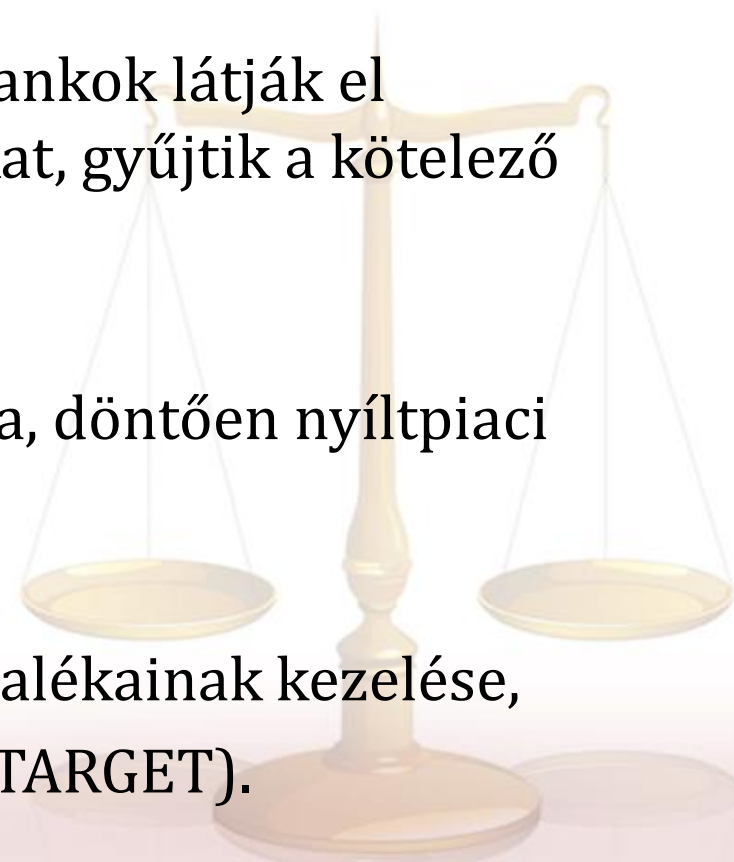 ankok látják el
at, gyűjtik a kötelező
a, döntően nyíltpiaci
alékainak kezelése,
TARGET).